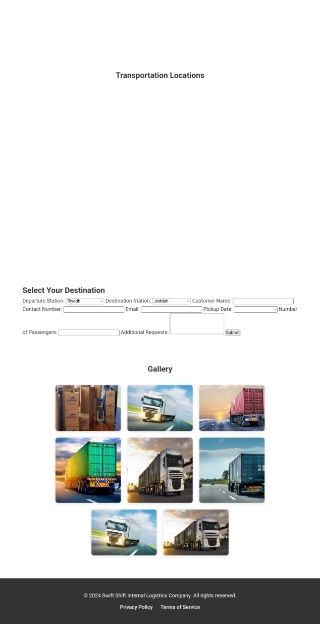 Transportation Locations
Select Your Destination
Departure Station: Riyadh Destination Station: Jeddah Customer Name:
Contact Number: Email: Pickup Date: Number
of Passengers: Additional Requests: Submit
Gallery
© 2024 Swift Shift Internal Logistics Company. All rights reserved.
Privacy Policy Terms of Service